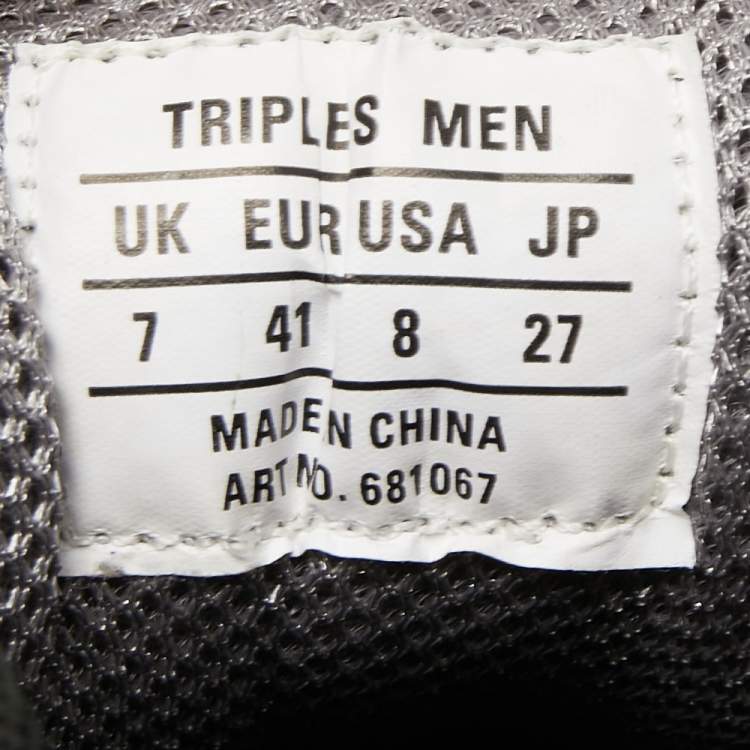 TRIPLES MEN
UK EUR USA JP
7 41 8 27
MADE IN CHINA
ART NO. 681067